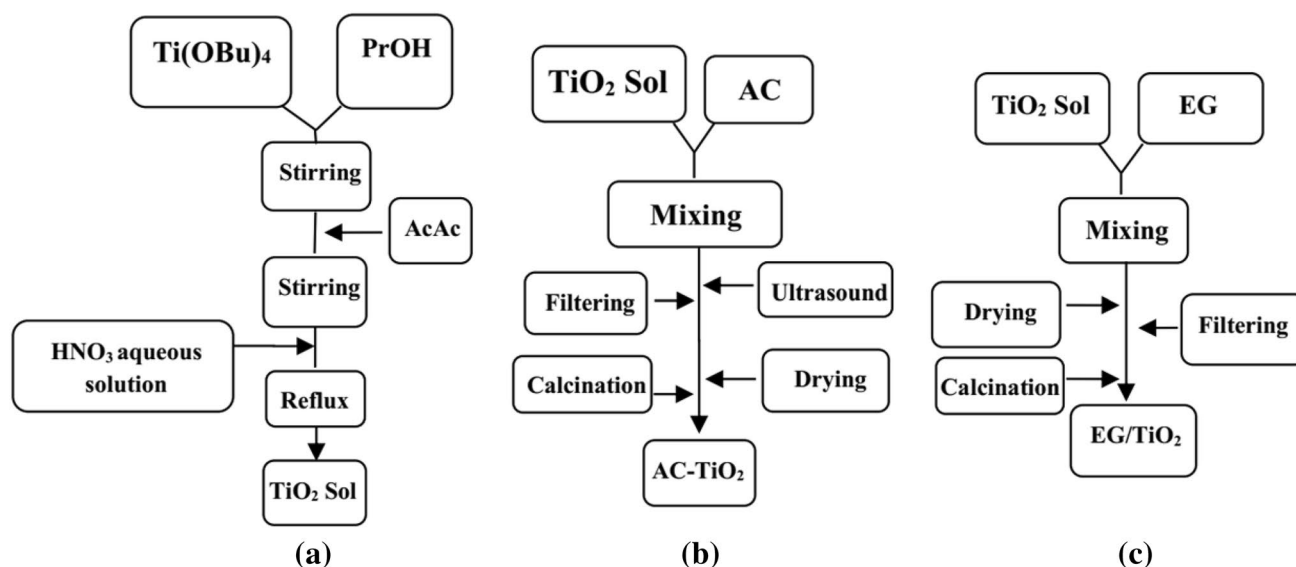 Ti(OBu)₄
PrOH
Stirring
AcAc
Stirring
HNO₃ aqueous
solution
Reflux
TiO₂ Sol
(a)
TiO₂ Sol
AC
Mixing
Ultrasound
Filtering
Drying
Calcination
AC-TiO₂
(b)
TiO₂ Sol
EG
Mixing
Drying
Filtering
Calcination
EG/TiO₂
(c)